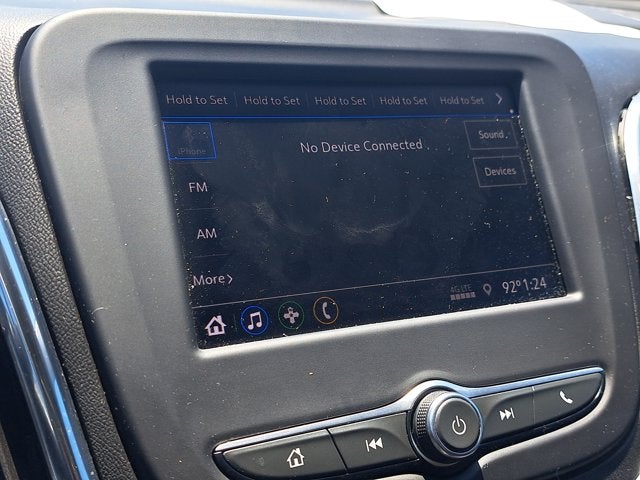 Hold to Set Hold to Set Hold to Set Hold to Set Hold to Set
iPhone
No Device Connected
Sound
Devices
FM
AM
More
4G LTE
92° 1:24